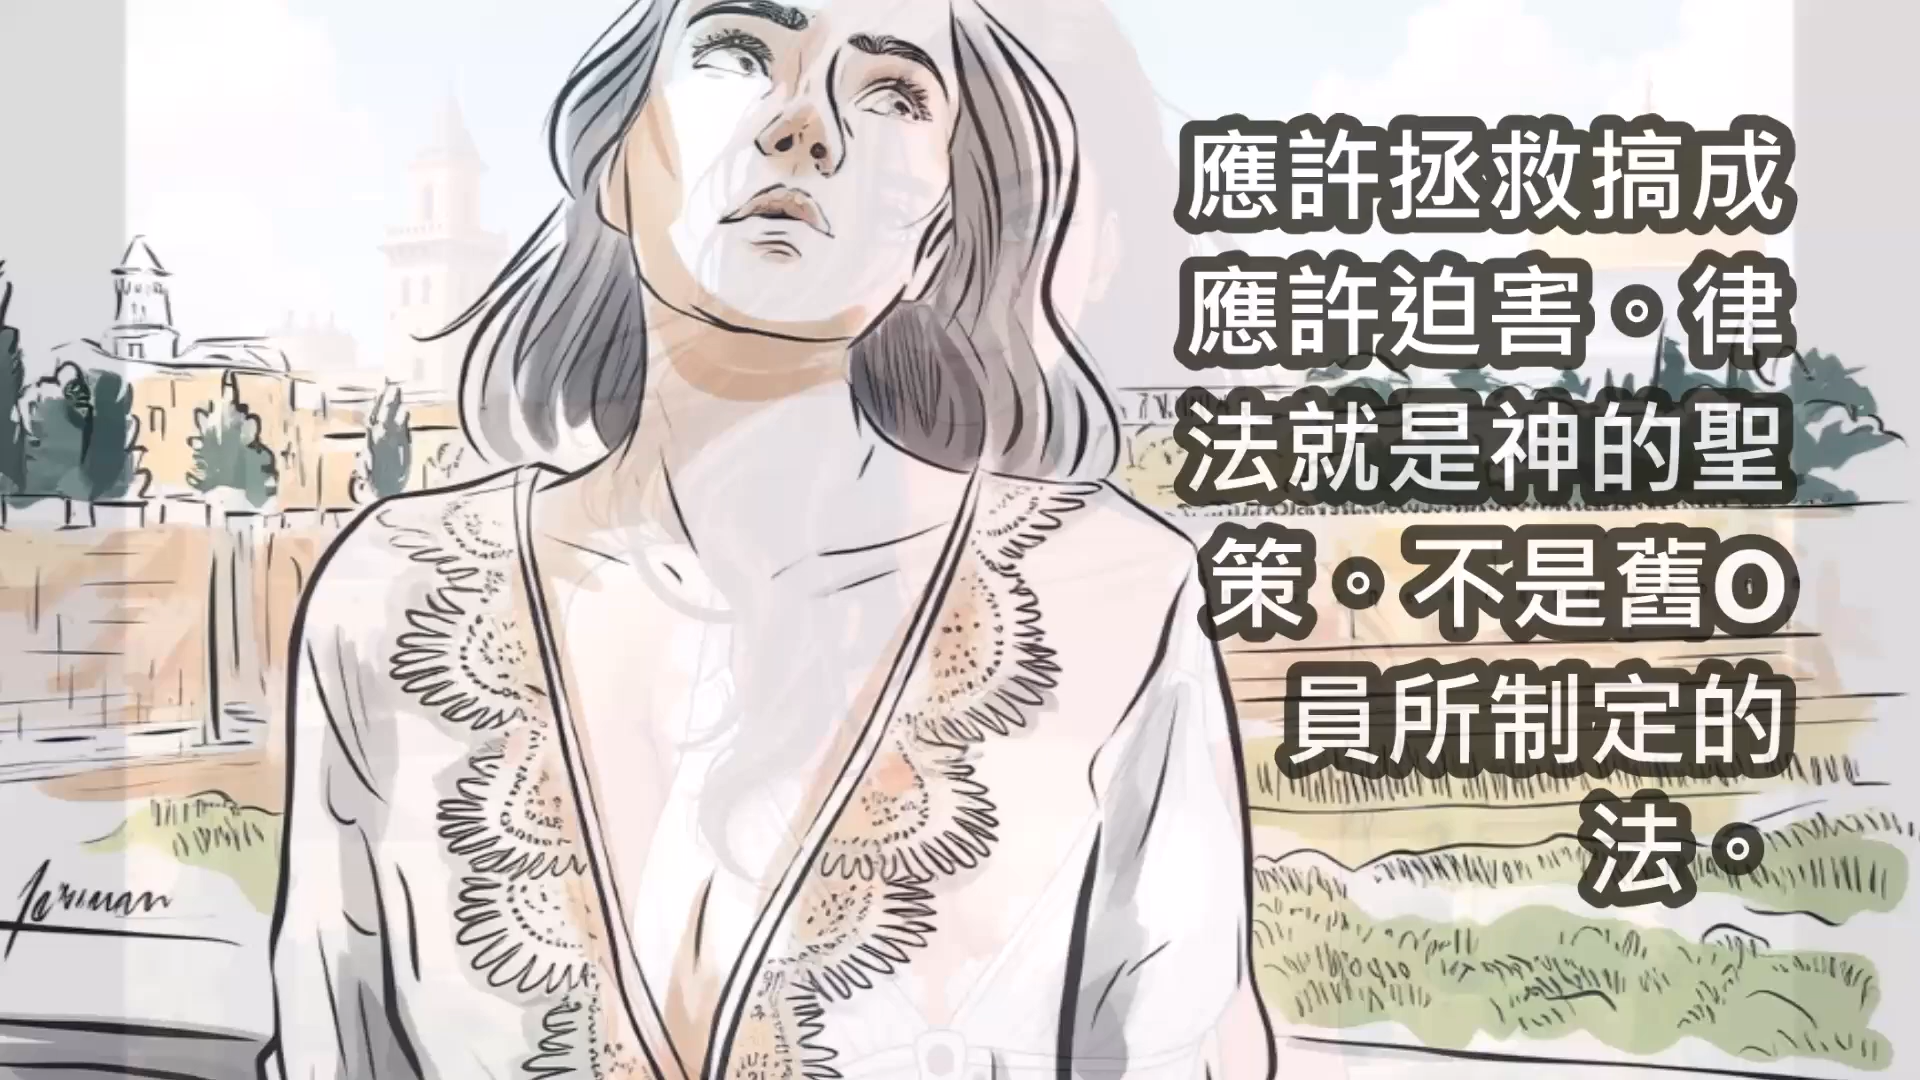 應許拯救搞成
應許迫害。律
法就是神的聖
策。不是舊O
員所制定的
法。